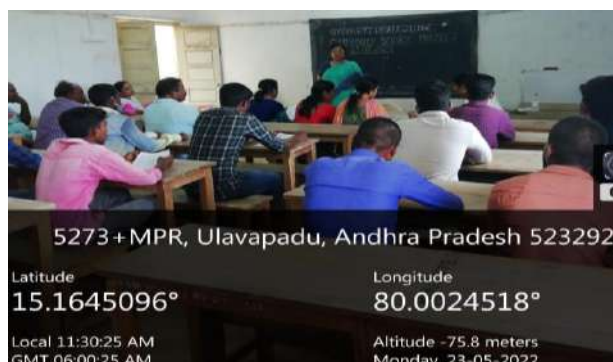 5273+MPR, Ulavapadu, Andhra Pradesh 523292
Latitude
15.1645096°
Longitude
80.0024518°
Local 11:30:25 AM
GMT 06:00:25 AM
Altitude -75.8 meters
Monday, 23-05-2022